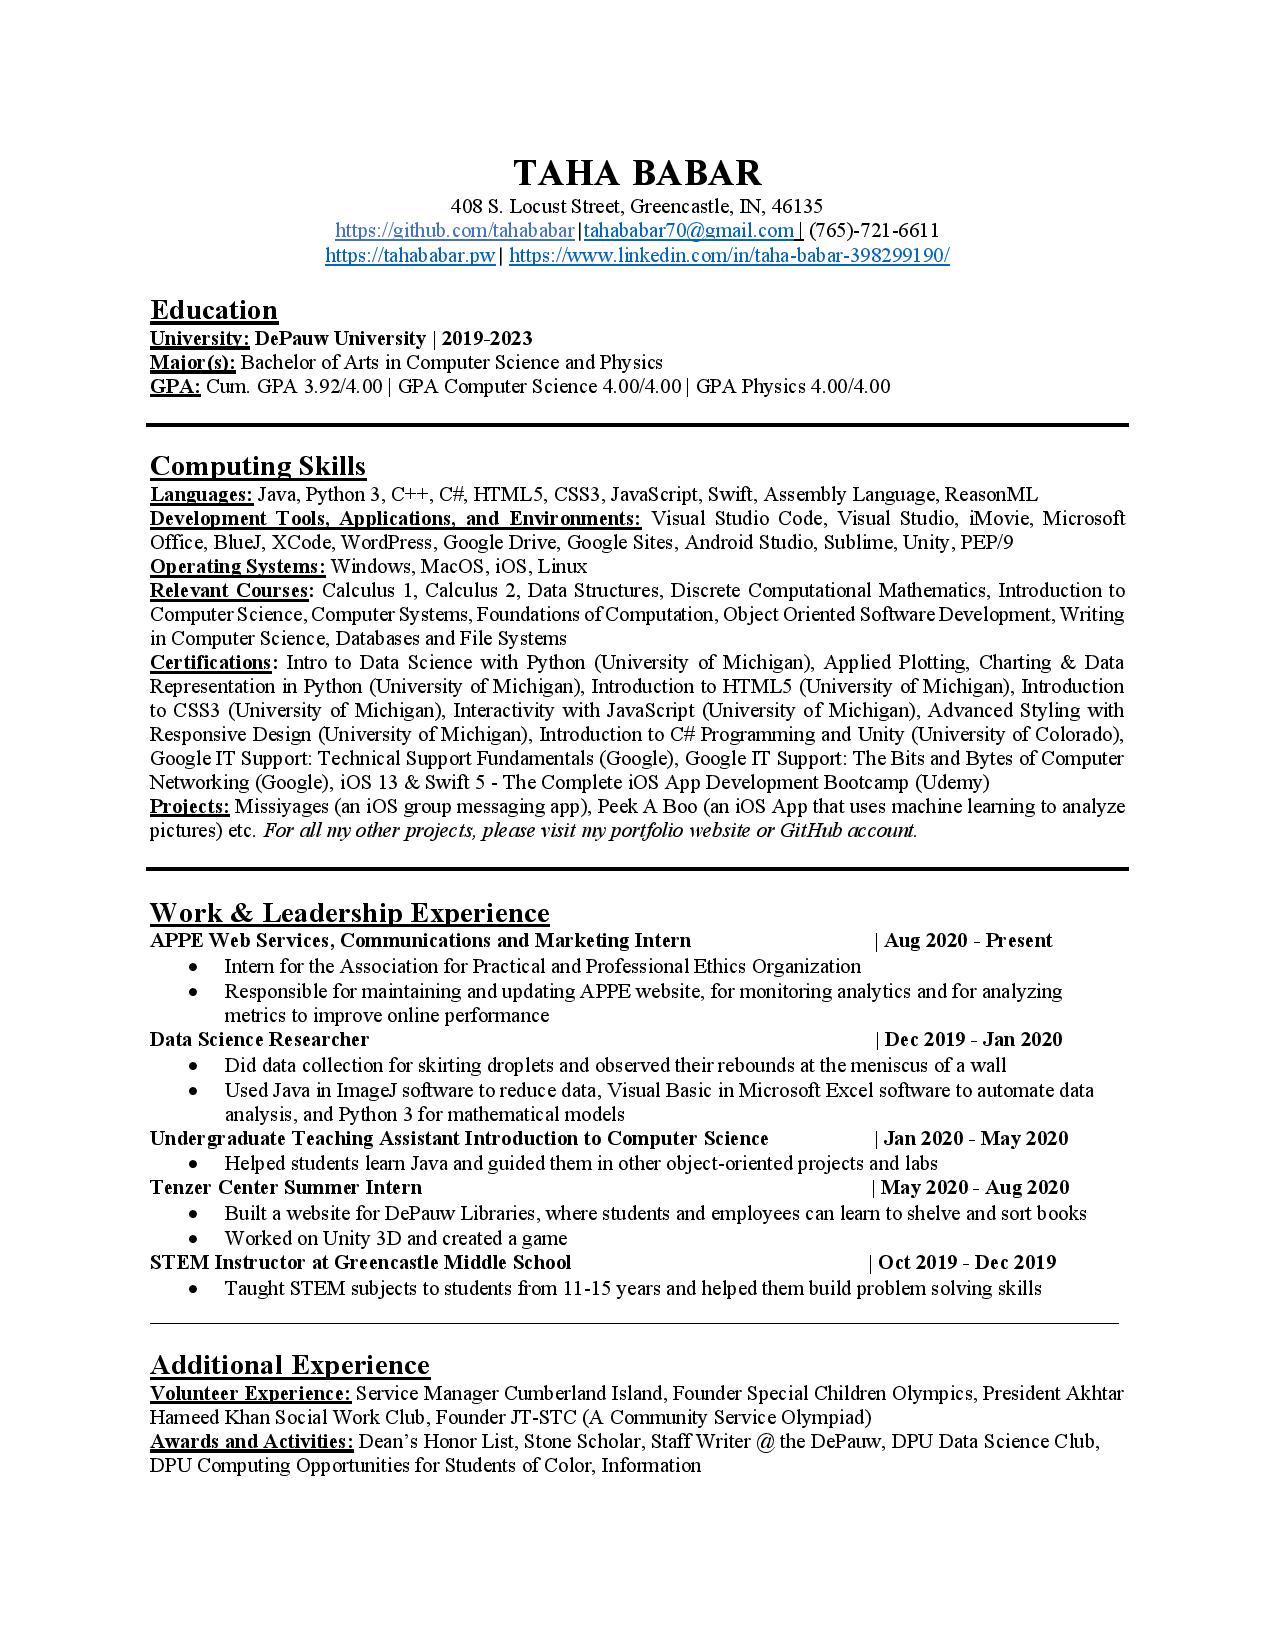 TAHA BABAR
408 S. Locust Street, Greencastle, IN, 46135
https://github.com/tahababar|tahababar70@gmail.com | (765)-721-6611
https://tahababar.pw | https://www.linkedin.com/in/taha-babar-398299190/
Education
University: DePauw University | 2019-2023
Major(s): Bachelor of Arts in Computer Science and Physics
GPA: Cum. GPA 3.92/4.00 | GPA Computer Science 4.00/4.00 | GPA Physics 4.00/4.00
Computing Skills
Languages: Java, Python 3, C++, C#, HTML5, CSS3, JavaScript, Swift, Assembly Language, ReasonML
Development Tools, Applications, and Environments: Visual Studio Code, Visual Studio, iMovie, Microsoft
Office, BlueJ, XCode, WordPress, Google Drive, Google Sites, Android Studio, Sublime, Unity, PEP/9
Operating Systems: Windows, MacOS, iOS, Linux
Relevant Courses: Calculus 1, Calculus 2, Data Structures, Discrete Computational Mathematics, Introduction to
Computer Science, Computer Systems, Foundations of Computation, Object Oriented Software Development, Writing
in Computer Science, Databases and File Systems
Certifications: Intro to Data Science with Python (University of Michigan), Applied Plotting, Charting & Data
Representation in Python (University of Michigan), Introduction to HTML5 (University of Michigan), Introduction
to CSS3 (University of Michigan), Interactivity with JavaScript (University of Michigan), Advanced Styling with
Responsive Design (University of Michigan), Introduction to C# Programming and Unity (University of Colorado),
Google IT Support: Technical Support Fundamentals (Google), Google IT Support: The Bits and Bytes of Computer
Networking (Google), iOS 13 & Swift 5 - The Complete iOS App Development Bootcamp (Udemy)
Projects: Missiyages (an iOS group messaging app), Peek A Boo (an iOS App that uses machine learning to analyze
pictures) etc. For all my other projects, please visit my portfolio website or GitHub account.
Work & Leadership Experience
APPE Web Services, Communications and Marketing Intern | Aug 2020 - Present
• Intern for the Association for Practical and Professional Ethics Organization
• Responsible for maintaining and updating APPE website, for monitoring analytics and for analyzing
metrics to improve online performance
Data Science Researcher | Dec 2019 - Jan 2020
• Did data collection for skirting droplets and observed their rebounds at the meniscus of a wall
• Used Java in ImageJ software to reduce data, Visual Basic in Microsoft Excel software to automate data
analysis, and Python 3 for mathematical models
Undergraduate Teaching Assistant Introduction to Computer Science | Jan 2020 - May 2020
• Helped students learn Java and guided them in other object-oriented projects and labs
Tenzer Center Summer Intern | May 2020 - Aug 2020
• Built a website for DePauw Libraries, where students and employees can learn to shelve and sort books
• Worked on Unity 3D and created a game
STEM Instructor at Greencastle Middle School | Oct 2019 - Dec 2019
• Taught STEM subjects to students from 11-15 years and helped them build problem solving skills
Additional Experience
Volunteer Experience: Service Manager Cumberland Island, Founder Special Children Olympics, President Akhtar
Hameed Khan Social Work Club, Founder JT-STC (A Community Service Olympiad)
Awards and Activities: Dean’s Honor List, Stone Scholar, Staff Writer @ the DePauw, DPU Data Science Club,
DPU Computing Opportunities for Students of Color, Information